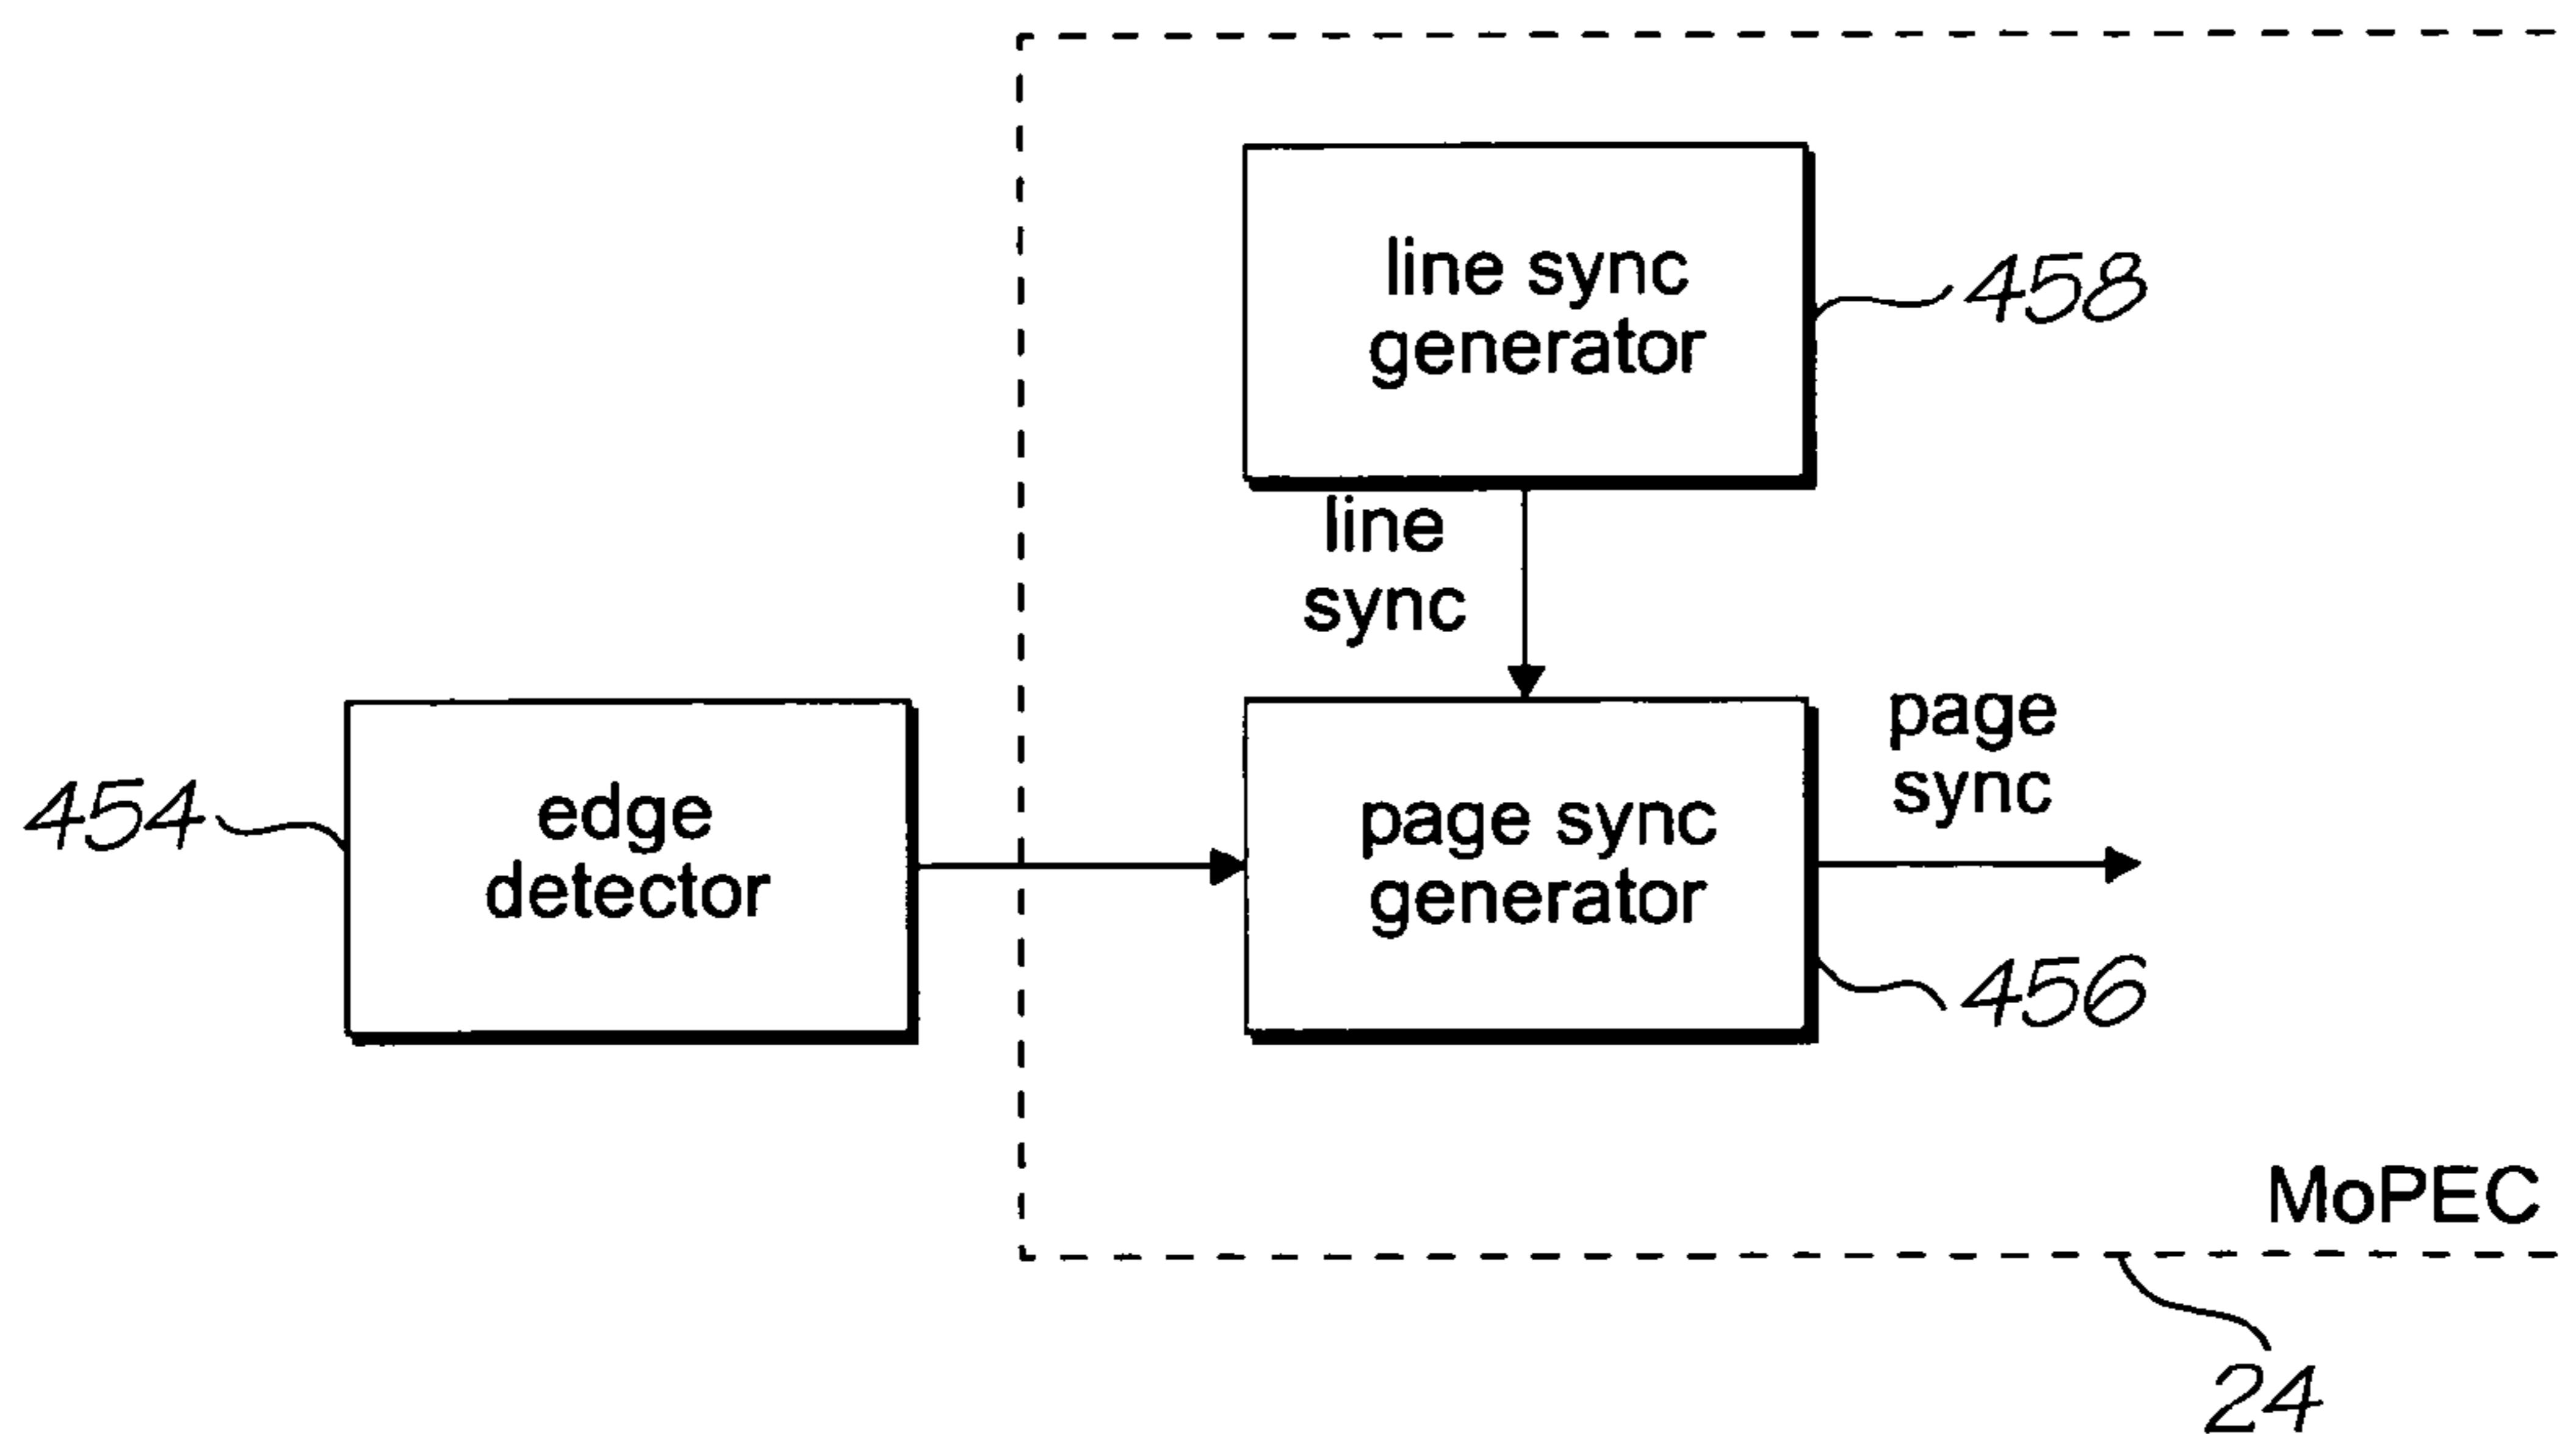 line sync
generator
458
line
sync
454
edge
detector
page sync
generator
page
sync
456
MoPEC
24